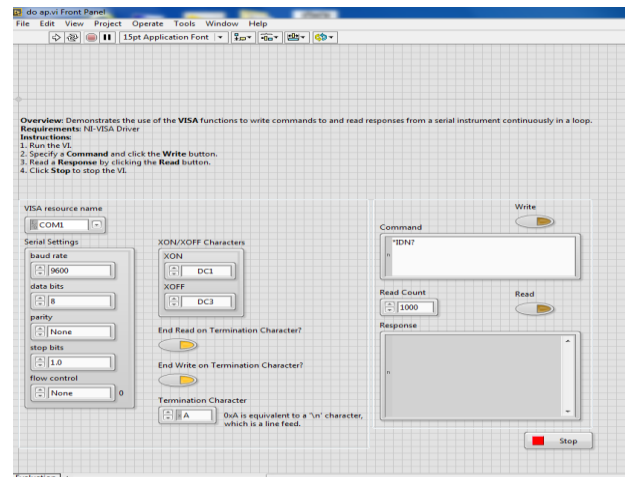 do ap.vi Front Panel
File Edit View Project Operate Tools Window Help
15pt Application Font
Overview: Demonstrates the use of the VISA functions to write commands to and read responses from a serial instrument continuously in a loop.
Requirements: NI-VISA Driver
Instructions:
1. Run the VI.
2. Specify a Command and click the Write button.
3. Read a Response by clicking the Read button.
4. Click Stop to stop the VI.
VISA resource name
COM1
Serial Settings
baud rate
9600
data bits
8
parity
None
stop bits
1.0
flow control
None 0
XON/XOFF Characters
XON
DC1
XOFF
DC3
End Read on Termination Character?
End Write on Termination Character?
Termination Character
A
0xA is equivalent to a '\n' character,
which is a line feed.
Write
Command
*IDN?
Read Count
1000
Read
Response
Stop